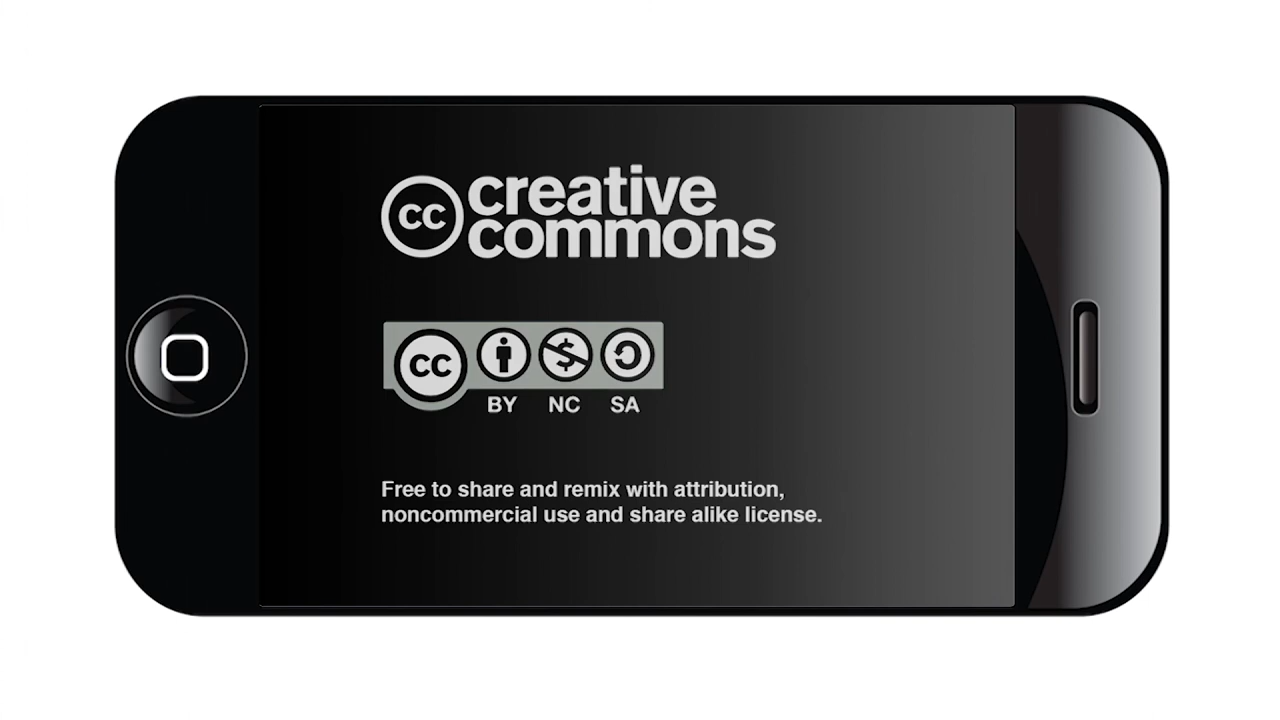 cc creative
commons
cc
BY NC SA
Free to share and remix with attribution,
noncommercial use and share alike license.